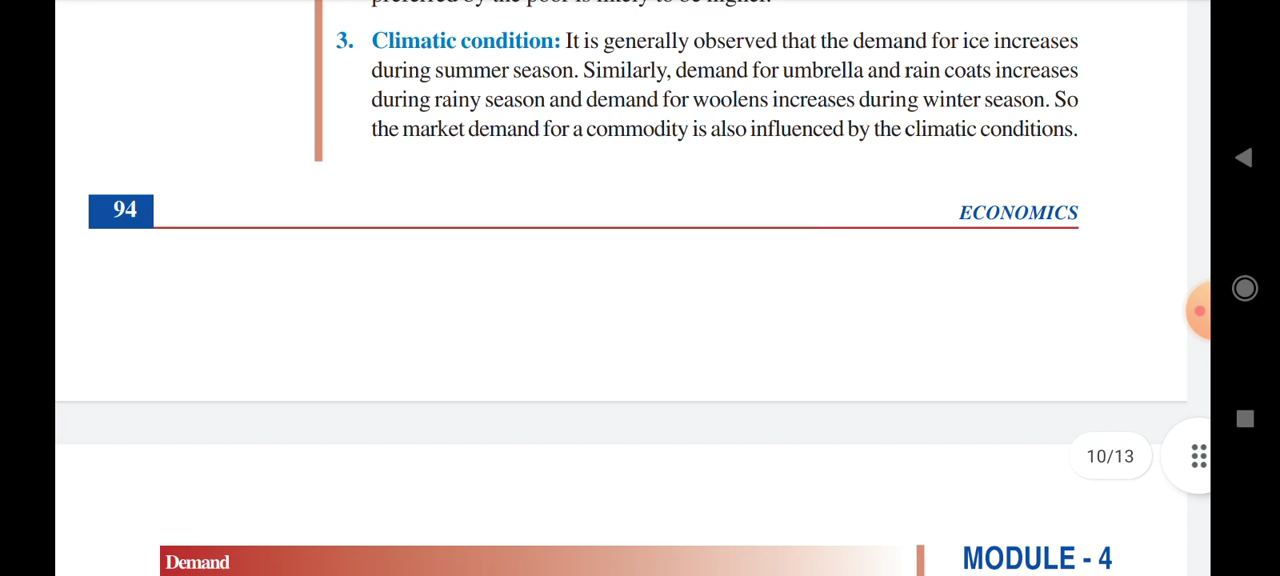 3. Climatic condition: It is generally observed that the demand for ice increases
during summer season. Similarly, demand for umbrella and rain coats increases
during rainy season and demand for woolens increases during winter season. So
the market demand for a commodity is also influenced by the climatic conditions.
94 ECONOMICS
10/13
Demand MODULE - 4